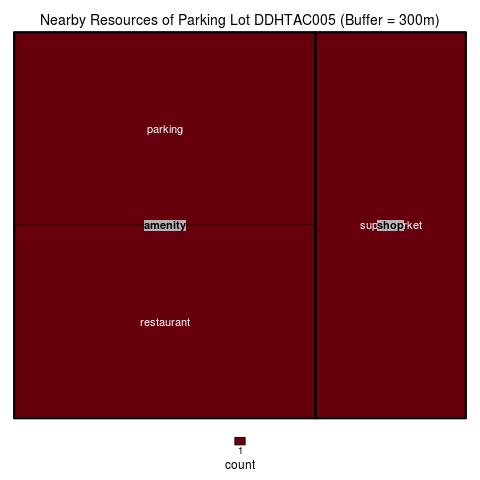 Nearby Resources of Parking Lot DDHTAC005 (Buffer = 300m)
parking
amenity
shop
restaurant
1
count